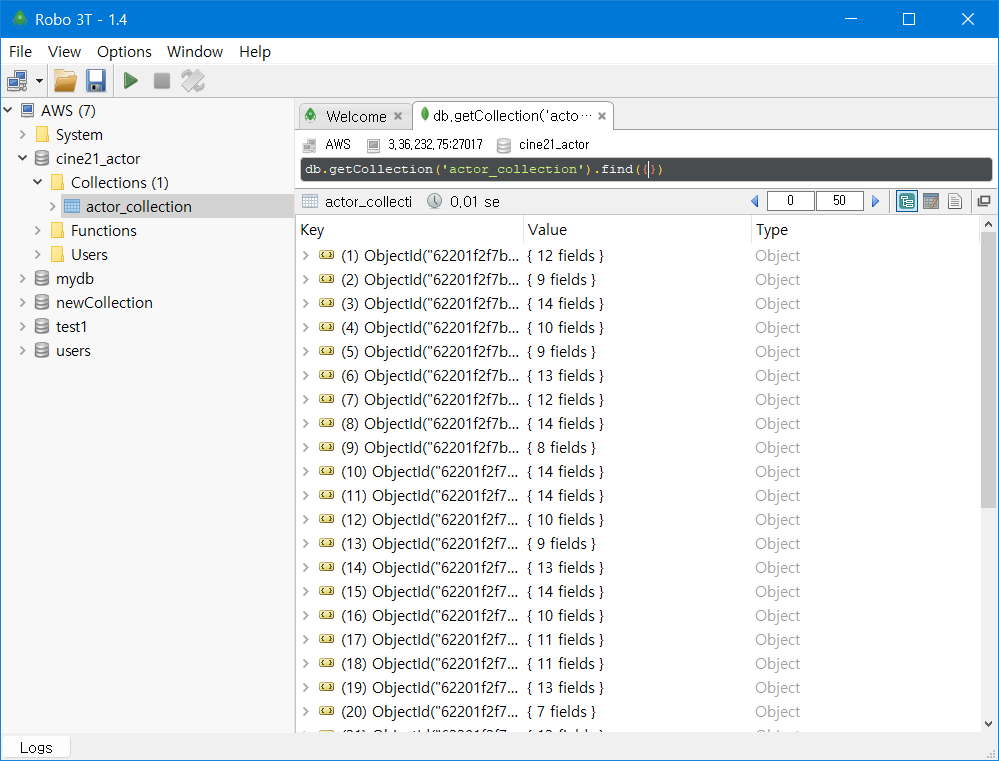 Robo 3T - 1.4
File View Options Window Help
AWS (7)
System
cine21_actor
Collections (1)
actor_collection
Functions
Users
mydb
newCollection
test1
users
Welcome db.getCollection('acto…
AWS 3,36,232,75:27017 cine21_actor
db.getCollection('actor_collection').find({})
actor_collecti 0,01 se 0 50
Key Value Type
(1) ObjectId("62201f2f7b... { 12 fields } Object
(2) ObjectId("62201f2f7b... { 9 fields } Object
(3) ObjectId("62201f2f7b... { 14 fields } Object
(4) ObjectId("62201f2f7b... { 10 fields } Object
(5) ObjectId("62201f2f7b... { 9 fields } Object
(6) ObjectId("62201f2f7b... { 13 fields } Object
(7) ObjectId("62201f2f7b... { 12 fields } Object
(8) ObjectId("62201f2f7b... { 14 fields } Object
(9) ObjectId("62201f2f7b... { 8 fields } Object
(10) ObjectId("62201f2f7... { 14 fields } Object
(11) ObjectId("62201f2f7... { 14 fields } Object
(12) ObjectId("62201f2f7... { 10 fields } Object
(13) ObjectId("62201f2f7... { 9 fields } Object
(14) ObjectId("62201f2f7... { 13 fields } Object
(15) ObjectId("62201f2f7... { 14 fields } Object
(16) ObjectId("62201f2f7... { 10 fields } Object
(17) ObjectId("62201f2f7... { 11 fields } Object
(18) ObjectId("62201f2f7... { 11 fields } Object
(19) ObjectId("62201f2f7... { 13 fields } Object
(20) ObjectId("62201f2f7... { 7 fields } Object
Logs